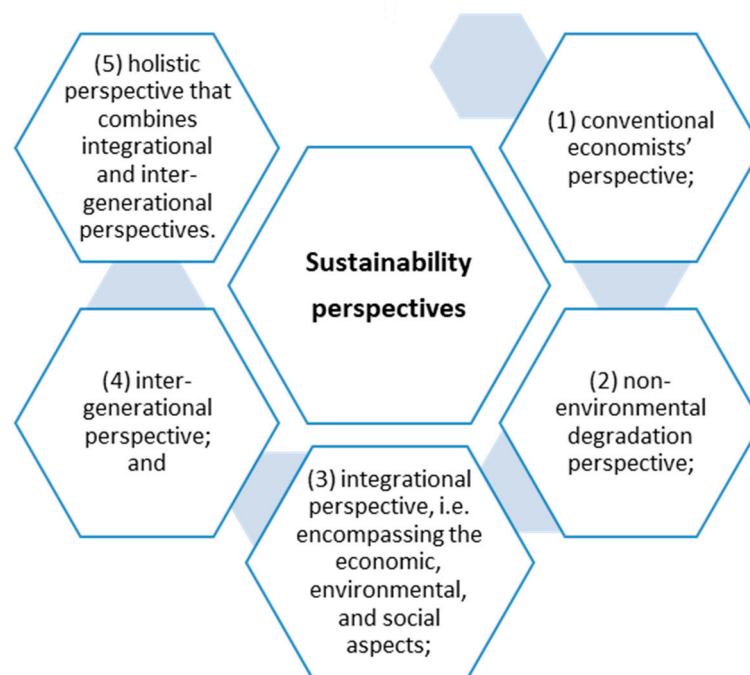 Sustainability
perspectives
(1) conventional
economists’
perspective;
(2) non-
environmental
degradation
perspective;
(3) integrational
perspective, i.e.
encompassing the
economic,
environmental,
and social
aspects;
(4) inter-
generational
perspective;
and
(5) holistic
perspective that
combines
integrational
and inter-
generational
perspectives.